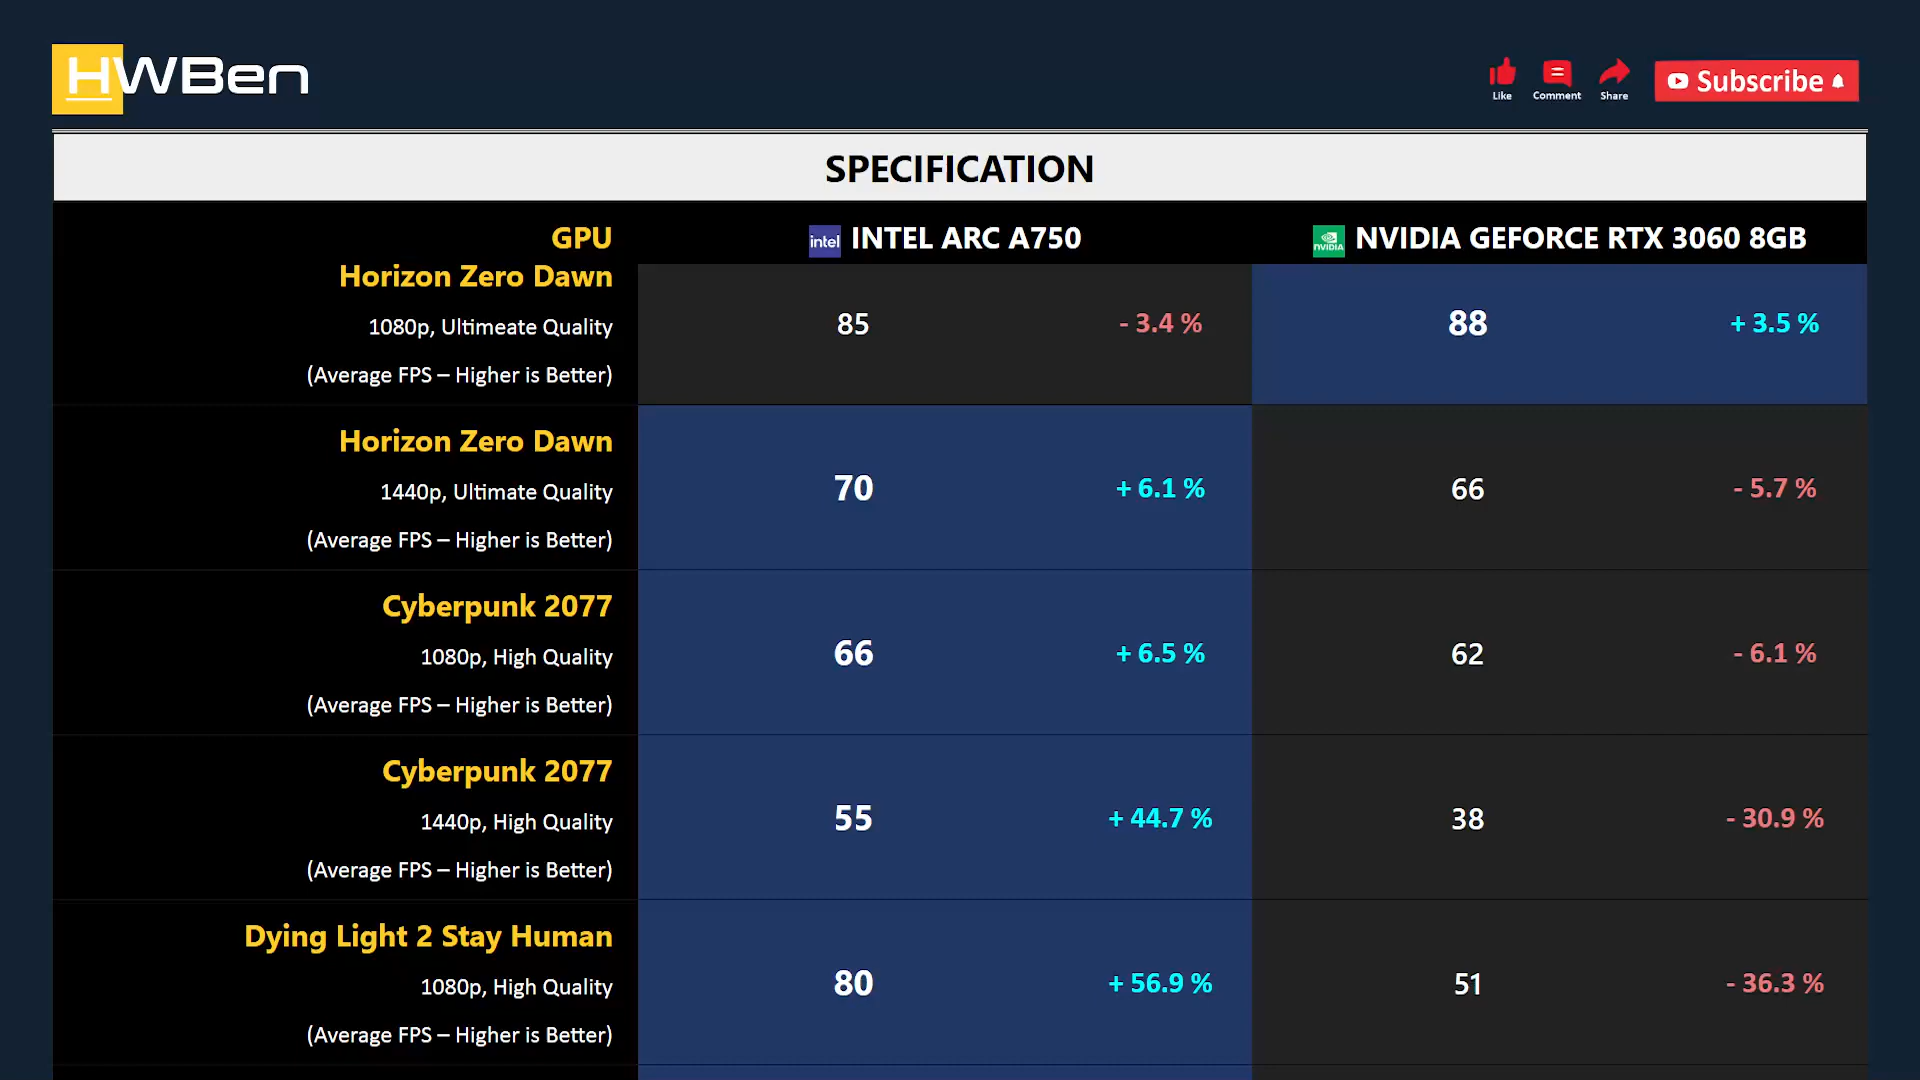 HWBen
Like
Comment
Share
Subscribe
SPECIFICATION
GPU
intel INTEL ARC A750
NVIDIA NVIDIA GEFORCE RTX 3060 8GB
Horizon Zero Dawn
1080p, Ultimeate Quality
(Average FPS – Higher is Better)
85
- 3.4 %
88
+ 3.5 %
Horizon Zero Dawn
1440p, Ultimate Quality
(Average FPS – Higher is Better)
70
+ 6.1 %
66
- 5.7 %
Cyberpunk 2077
1080p, High Quality
(Average FPS – Higher is Better)
66
+ 6.5 %
62
- 6.1 %
Cyberpunk 2077
1440p, High Quality
(Average FPS – Higher is Better)
55
+ 44.7 %
38
- 30.9 %
Dying Light 2 Stay Human
1080p, High Quality
(Average FPS – Higher is Better)
80
+ 56.9 %
51
- 36.3 %